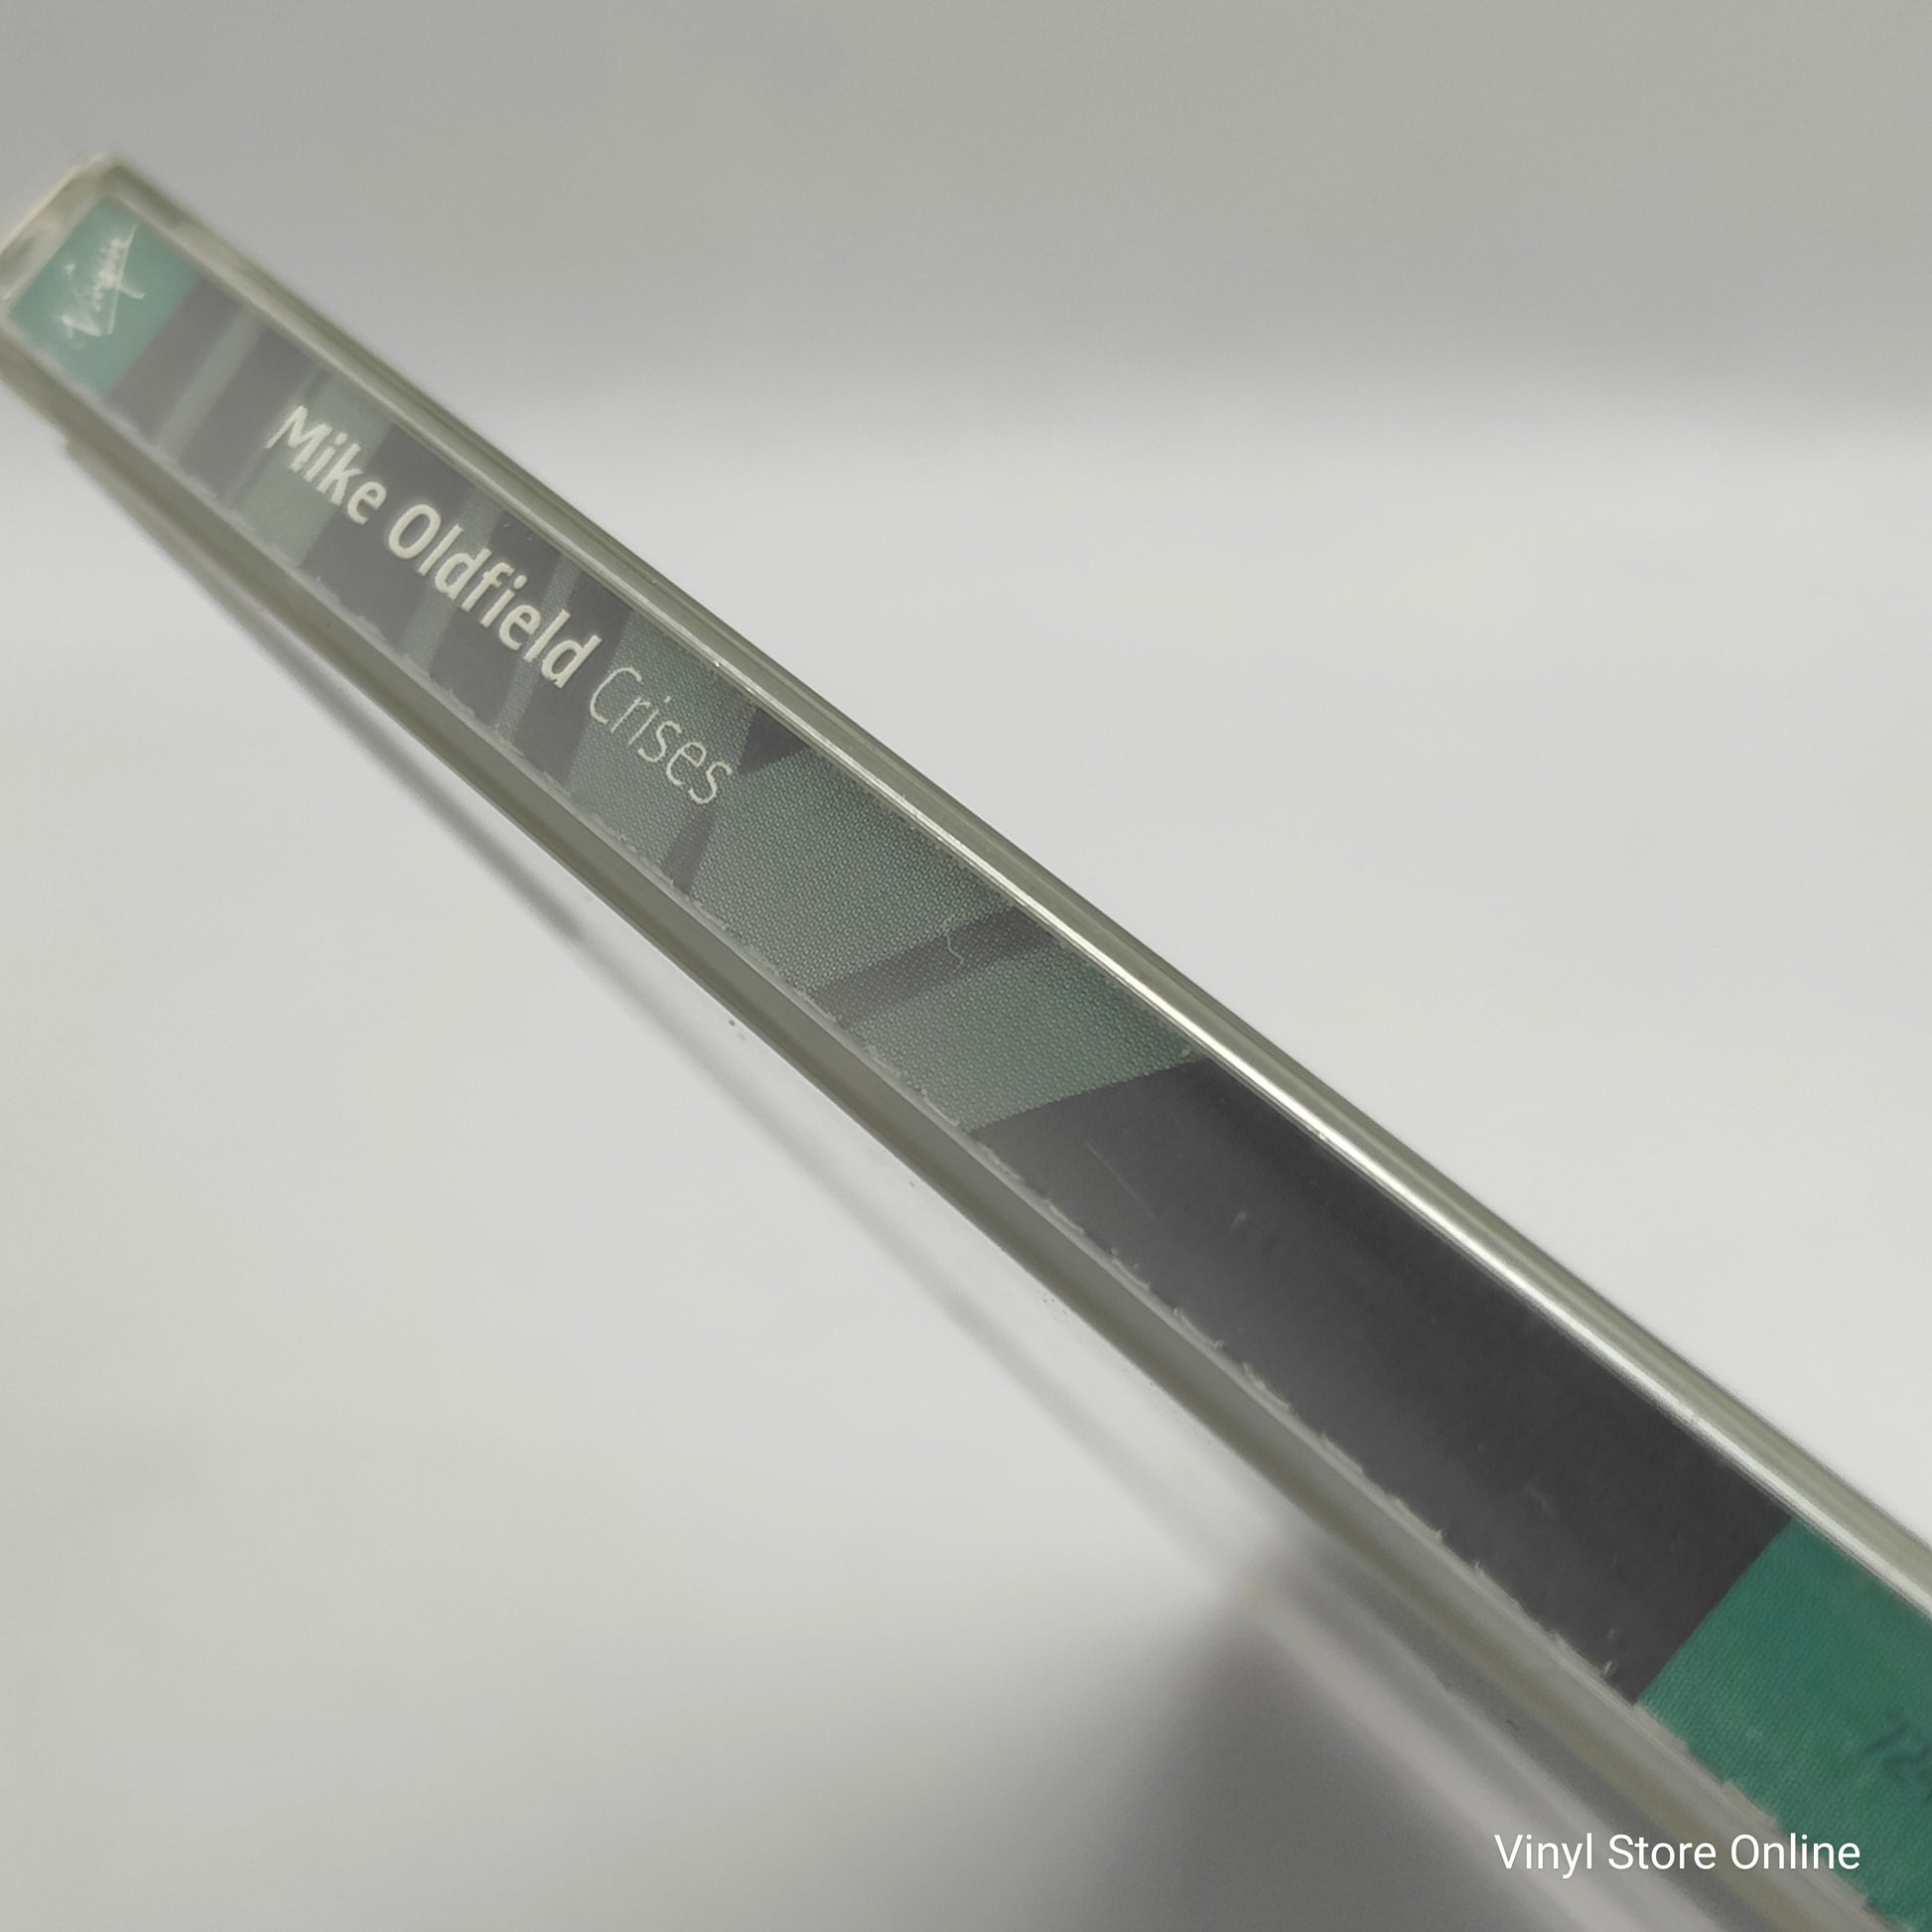 Virgin
Mike Oldfield Crises
Vinyl Store Online